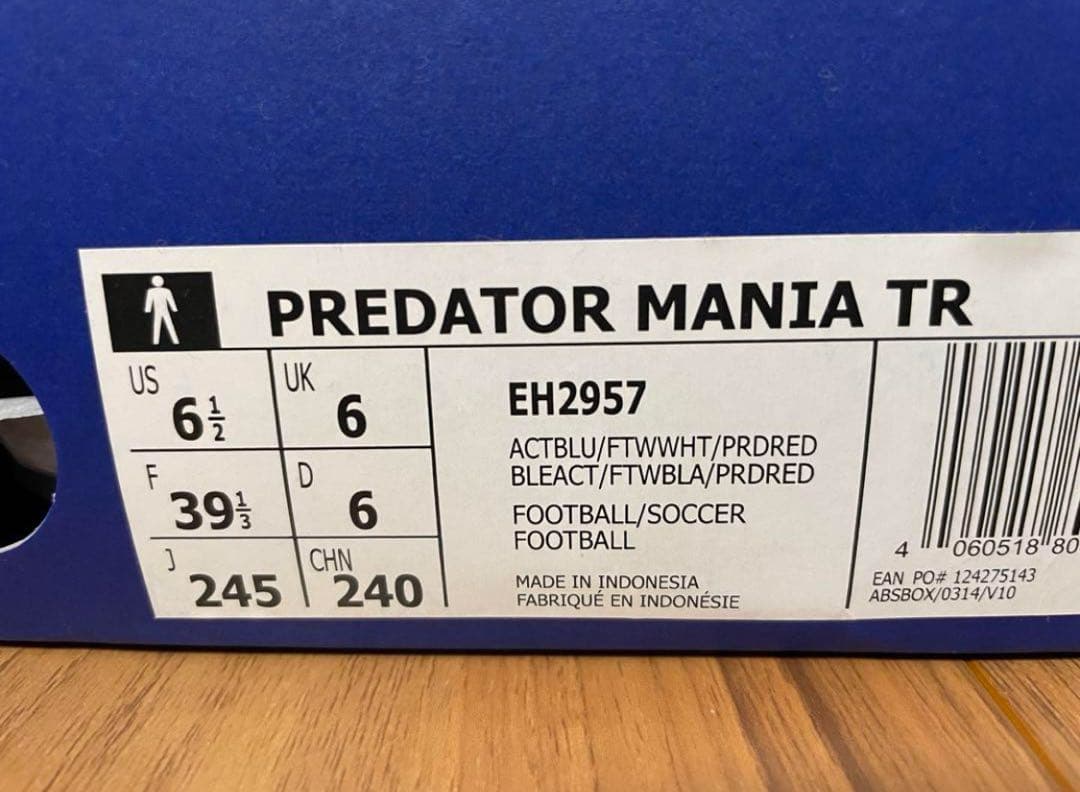 PREDATOR MANIA TR
US 6½ UK 6
F 39⅓ D 6
J 245 CHN 240
EH2957
ACTBLU/FTWWHT/PRDRED
BLEACT/FTWBLA/PRDRED
FOOTBALL/SOCCER
FOOTBALL
MADE IN INDONESIA
FABRIQUÉ EN INDONÉSIE
4 060518 80
EAN PO# 124275143
ABSBOX/0314/V10